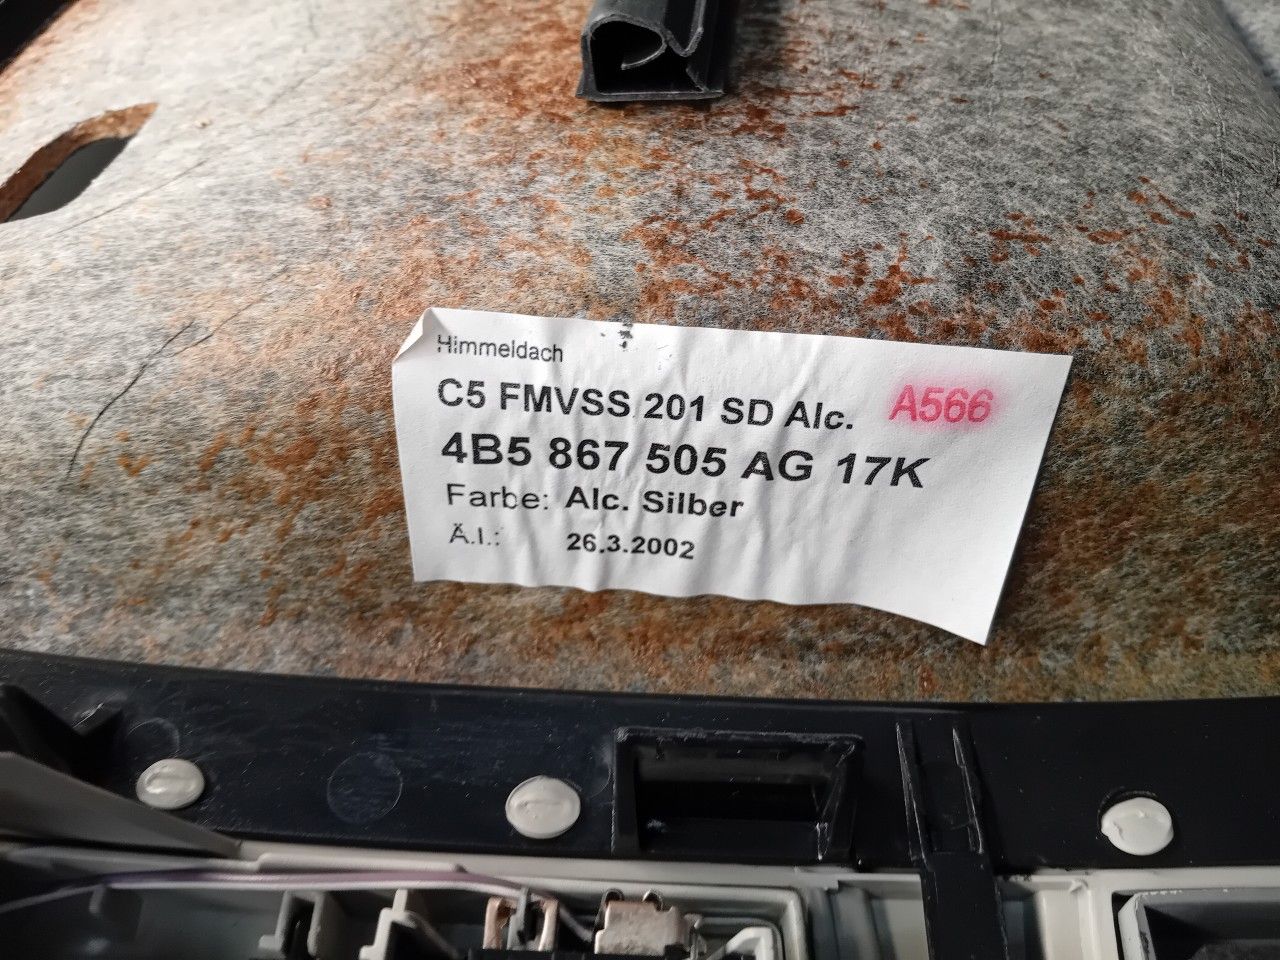 Himmeldach
C5 FMVSS 201 SD Alc. A566
4B5 867 505 AG 17K
Farbe: Alc. Silber
Ä.I.: 26.3.2002